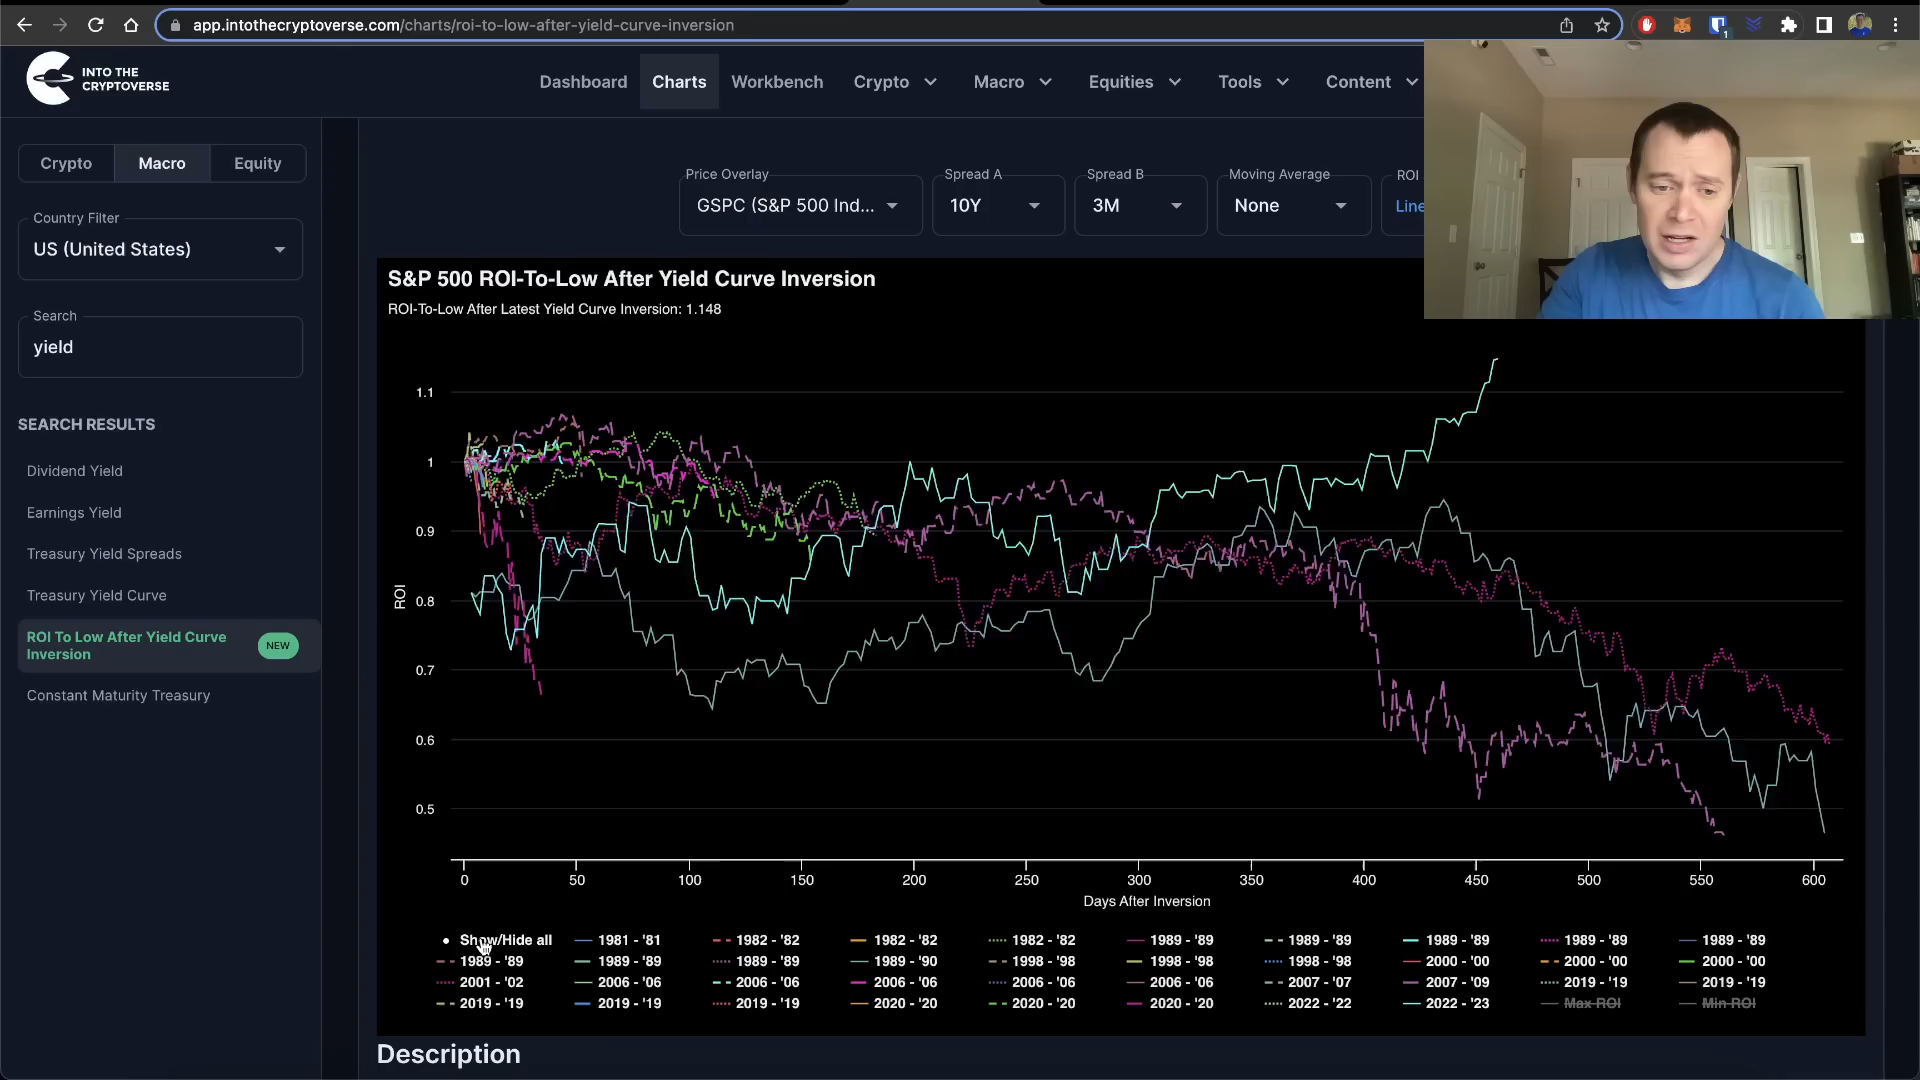 app.intothecryptoverse.com/charts/roi-to-low-after-yield-curve-inversion
1
INTO THE
CRYPTOVERSE
Dashboard Charts Workbench Crypto Macro Equities Tools Content
Crypto Macro Equity
Country Filter
US (United States)
Search
yield
SEARCH RESULTS
Dividend Yield
Earnings Yield
Treasury Yield Spreads
Treasury Yield Curve
ROI To Low After Yield Curve
Inversion
NEW
Constant Maturity Treasury
Price Overlay Spread A Spread B Moving Average ROI
GSPC (S&P 500 Ind... 10Y 3M None Line
S&P 500 ROI-To-Low After Yield Curve Inversion
ROI-To-Low After Latest Yield Curve Inversion: 1.148
1.1
1
0.9
0.8
0.7
0.6
0.5
ROI
0 50 100 150 200 250 300 350 400 450 500 550 600
Days After Inversion
Show/Hide all 1981 - '81 1982 - '82 1982 - '82 1982 - '82 1989 - '89 1989 - '89 1989 - '89 1989 - '89 1989 - '89
1989 - '89 1989 - '89 1989 - '89 1989 - '90 1998 - '98 1998 - '98 1998 - '98 2000 - '00 2000 - '00 2000 - '00
2001 - '02 2006 - '06 2006 - '06 2006 - '06 2006 - '06 2006 - '06 2007 - '07 2007 - '09 2019 - '19 2019 - '19
2019 - '19 2019 - '19 2019 - '19 2020 - '20 2020 - '20 2020 - '20 2022 - '22 2022 - '23 Max ROI Min ROI
Description